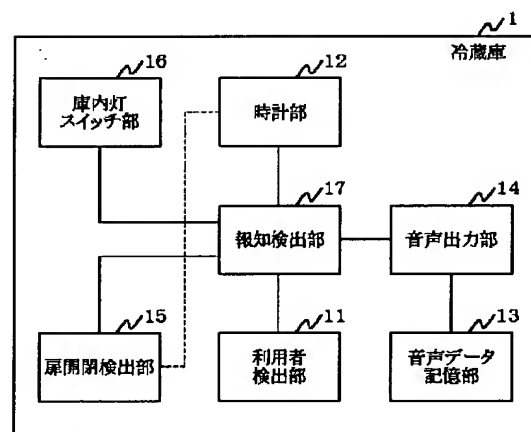 1
冷蔵庫
16
庫内灯
スイッチ部
12
時計部
17
報知検出部
14
音声出力部
15
扉開閉検出部
11
利用者
検出部
13
音声データ
記憶部